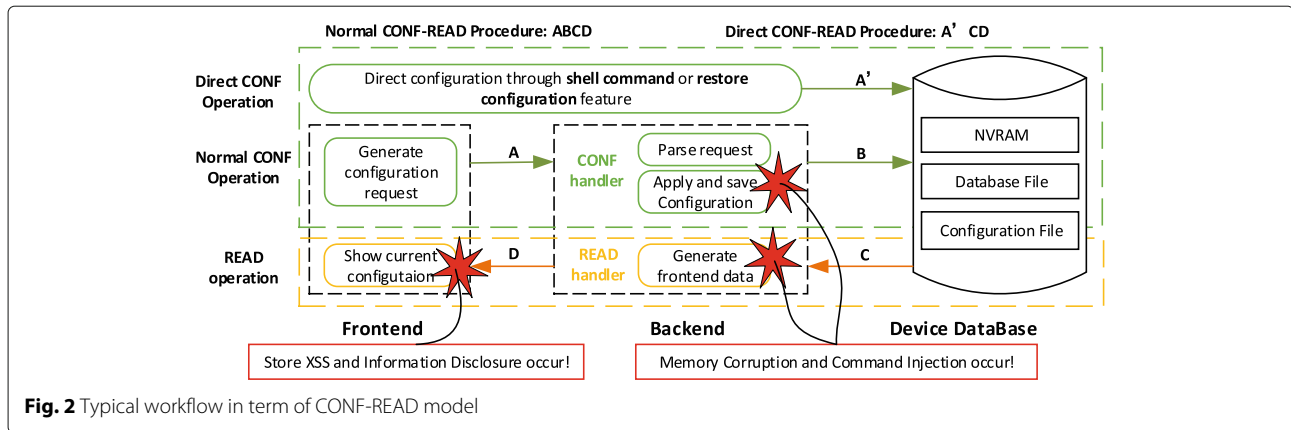 Normal CONF-READ Procedure: ABCD
Direct CONF-READ Procedure: A' CD
Direct CONF
Operation
Direct configuration through shell command or restore
configuration feature
A'
Normal CONF
Operation
Generate
configuration
request
A
CONF
handler
Parse request
Apply and save
Configuration
B
NVRAM
Database File
Configuration File
READ
operation
Show current
configutaion
D
READ
handler
Generate
frontend data
C
Frontend
Backend
Device DataBase
Store XSS and Information Disclosure occur!
Memory Corruption and Command Injection occur!
Fig. 2 Typical workflow in term of CONF-READ model